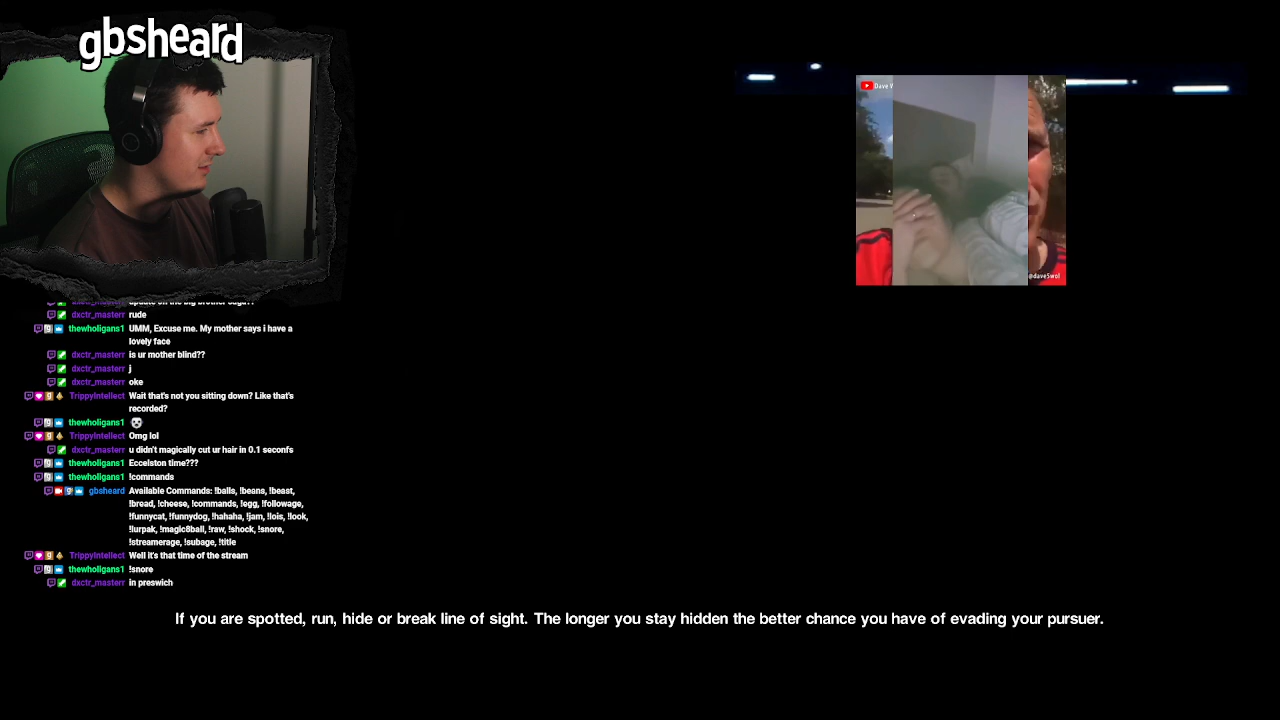 gbsheard
Dave
@dave5wol
rude
thewholigans1 UMM, Excuse me. My mother says i have a
lovely face
dxctr_masterr is ur mother blind??
dxctr_masterr j
dxctr_masterr oke
TrippyIntellect Wait that's not you sitting down? Like that's
recorded?
thewholigans1
TrippyIntellect Omg lol
dxctr_masterr u didn't magically cut ur hair in 0.1 seconfs
thewholigans1 Eccelston time???
thewholigans1 !commands
gbsheard Available Commands: !balls, !beans, !beast,
!bread, !cheese, !commands, !egg, !followage,
!funnycat, !funnydog, !hahaha, !jam, !lois, !look,
!lurpak, !magic8ball, !raw, !shock, !snore,
!streamerage, !subage, !title
TrippyIntellect Well it's that time of the stream
thewholigans1 !snore
dxctr_masterr in preswich
If you are spotted, run, hide or break line of sight. The longer you stay hidden the better chance you have of evading your pursuer.